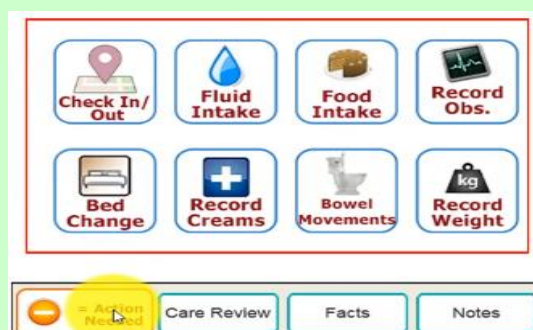 Check In/
Out
Fluid
Intake
Food
Intake
Record
Obs.
Bed
Change
Record
Creams
Bowel
Movements
kg
Record
Weight
= Action
Needed
Care Review
Facts
Notes